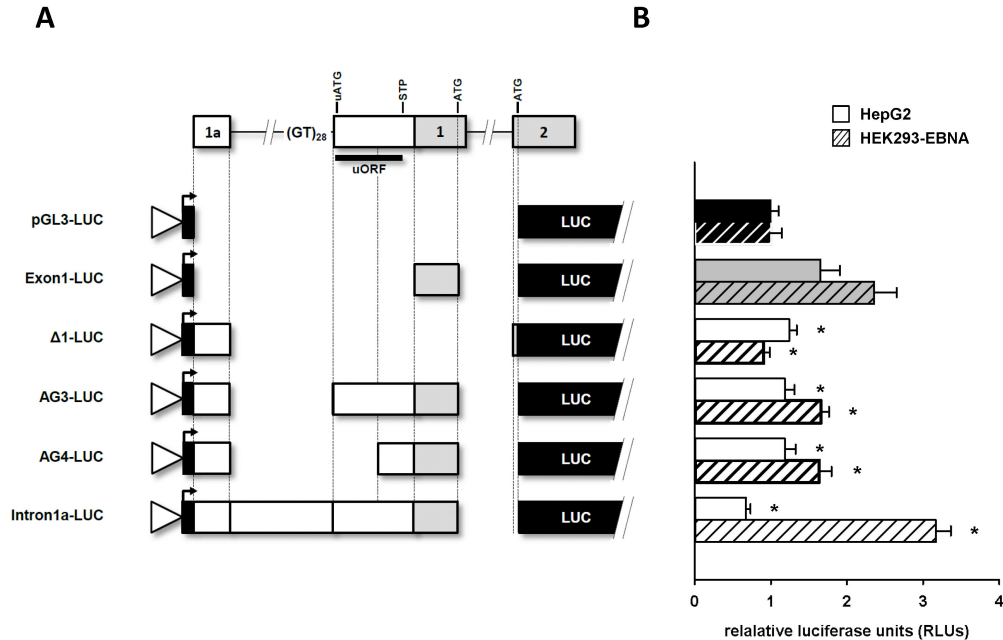 A
B
uATG
STP
ATG
ATG
1a
(GT)28
1
2
uORF
HepG2
HEK293-EBNA
pGL3-LUC
LUC
Exon1-LUC
LUC
Δ1-LUC
LUC
*
*
AG3-LUC
LUC
*
*
AG4-LUC
LUC
*
*
Intron1a-LUC
LUC
*
*
0
1
2
3
4
relalative luciferase units (RLUs)